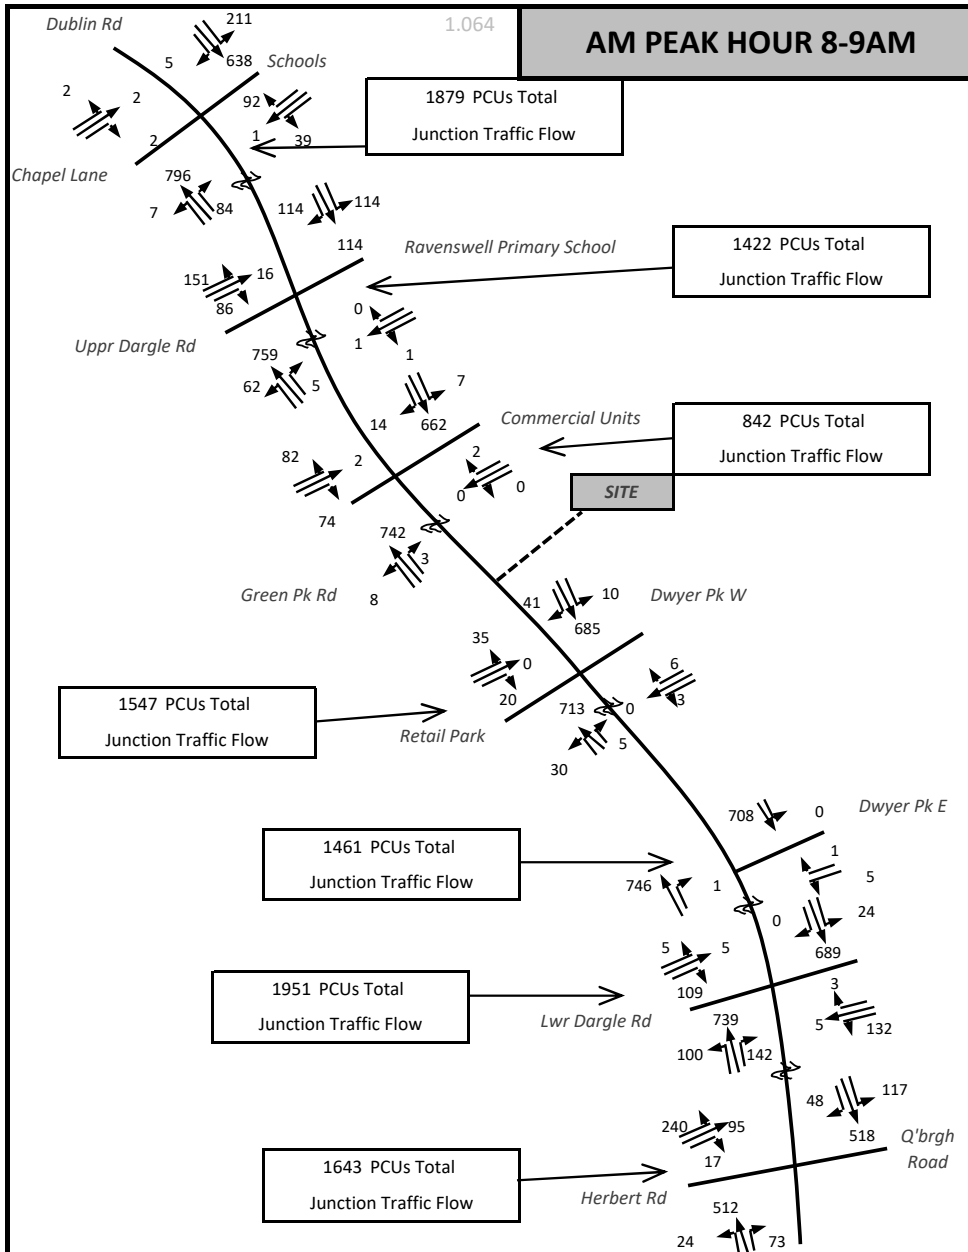 Dublin Rd
211
1.064
AM PEAK HOUR 8-9AM
5
638
Schools
2
2
92
1879 PCUs Total
Junction Traffic Flow
2
1
39
Chapel Lane
796
7
84
114
114
114
Ravenswell Primary School
1422 PCUs Total
Junction Traffic Flow
151
16
86
0
Uppr Dargle Rd
1
1
759
62
5
7
14
662
Commercial Units
842 PCUs Total
Junction Traffic Flow
82
2
2
0
0
SITE
74
742
3
Green Pk Rd
8
41
10
Dwyer Pk W
685
35
0
6
20
3
1547 PCUs Total
Junction Traffic Flow
713
0
Retail Park
5
30
708
0
Dwyer Pk E
1461 PCUs Total
Junction Traffic Flow
1
5
746
1
0
24
5
5
689
1951 PCUs Total
Junction Traffic Flow
109
3
Lwr Dargle Rd
739
5
132
100
142
48
117
240
95
518
Q'brgh
Road
1643 PCUs Total
Junction Traffic Flow
17
Herbert Rd
512
24
73